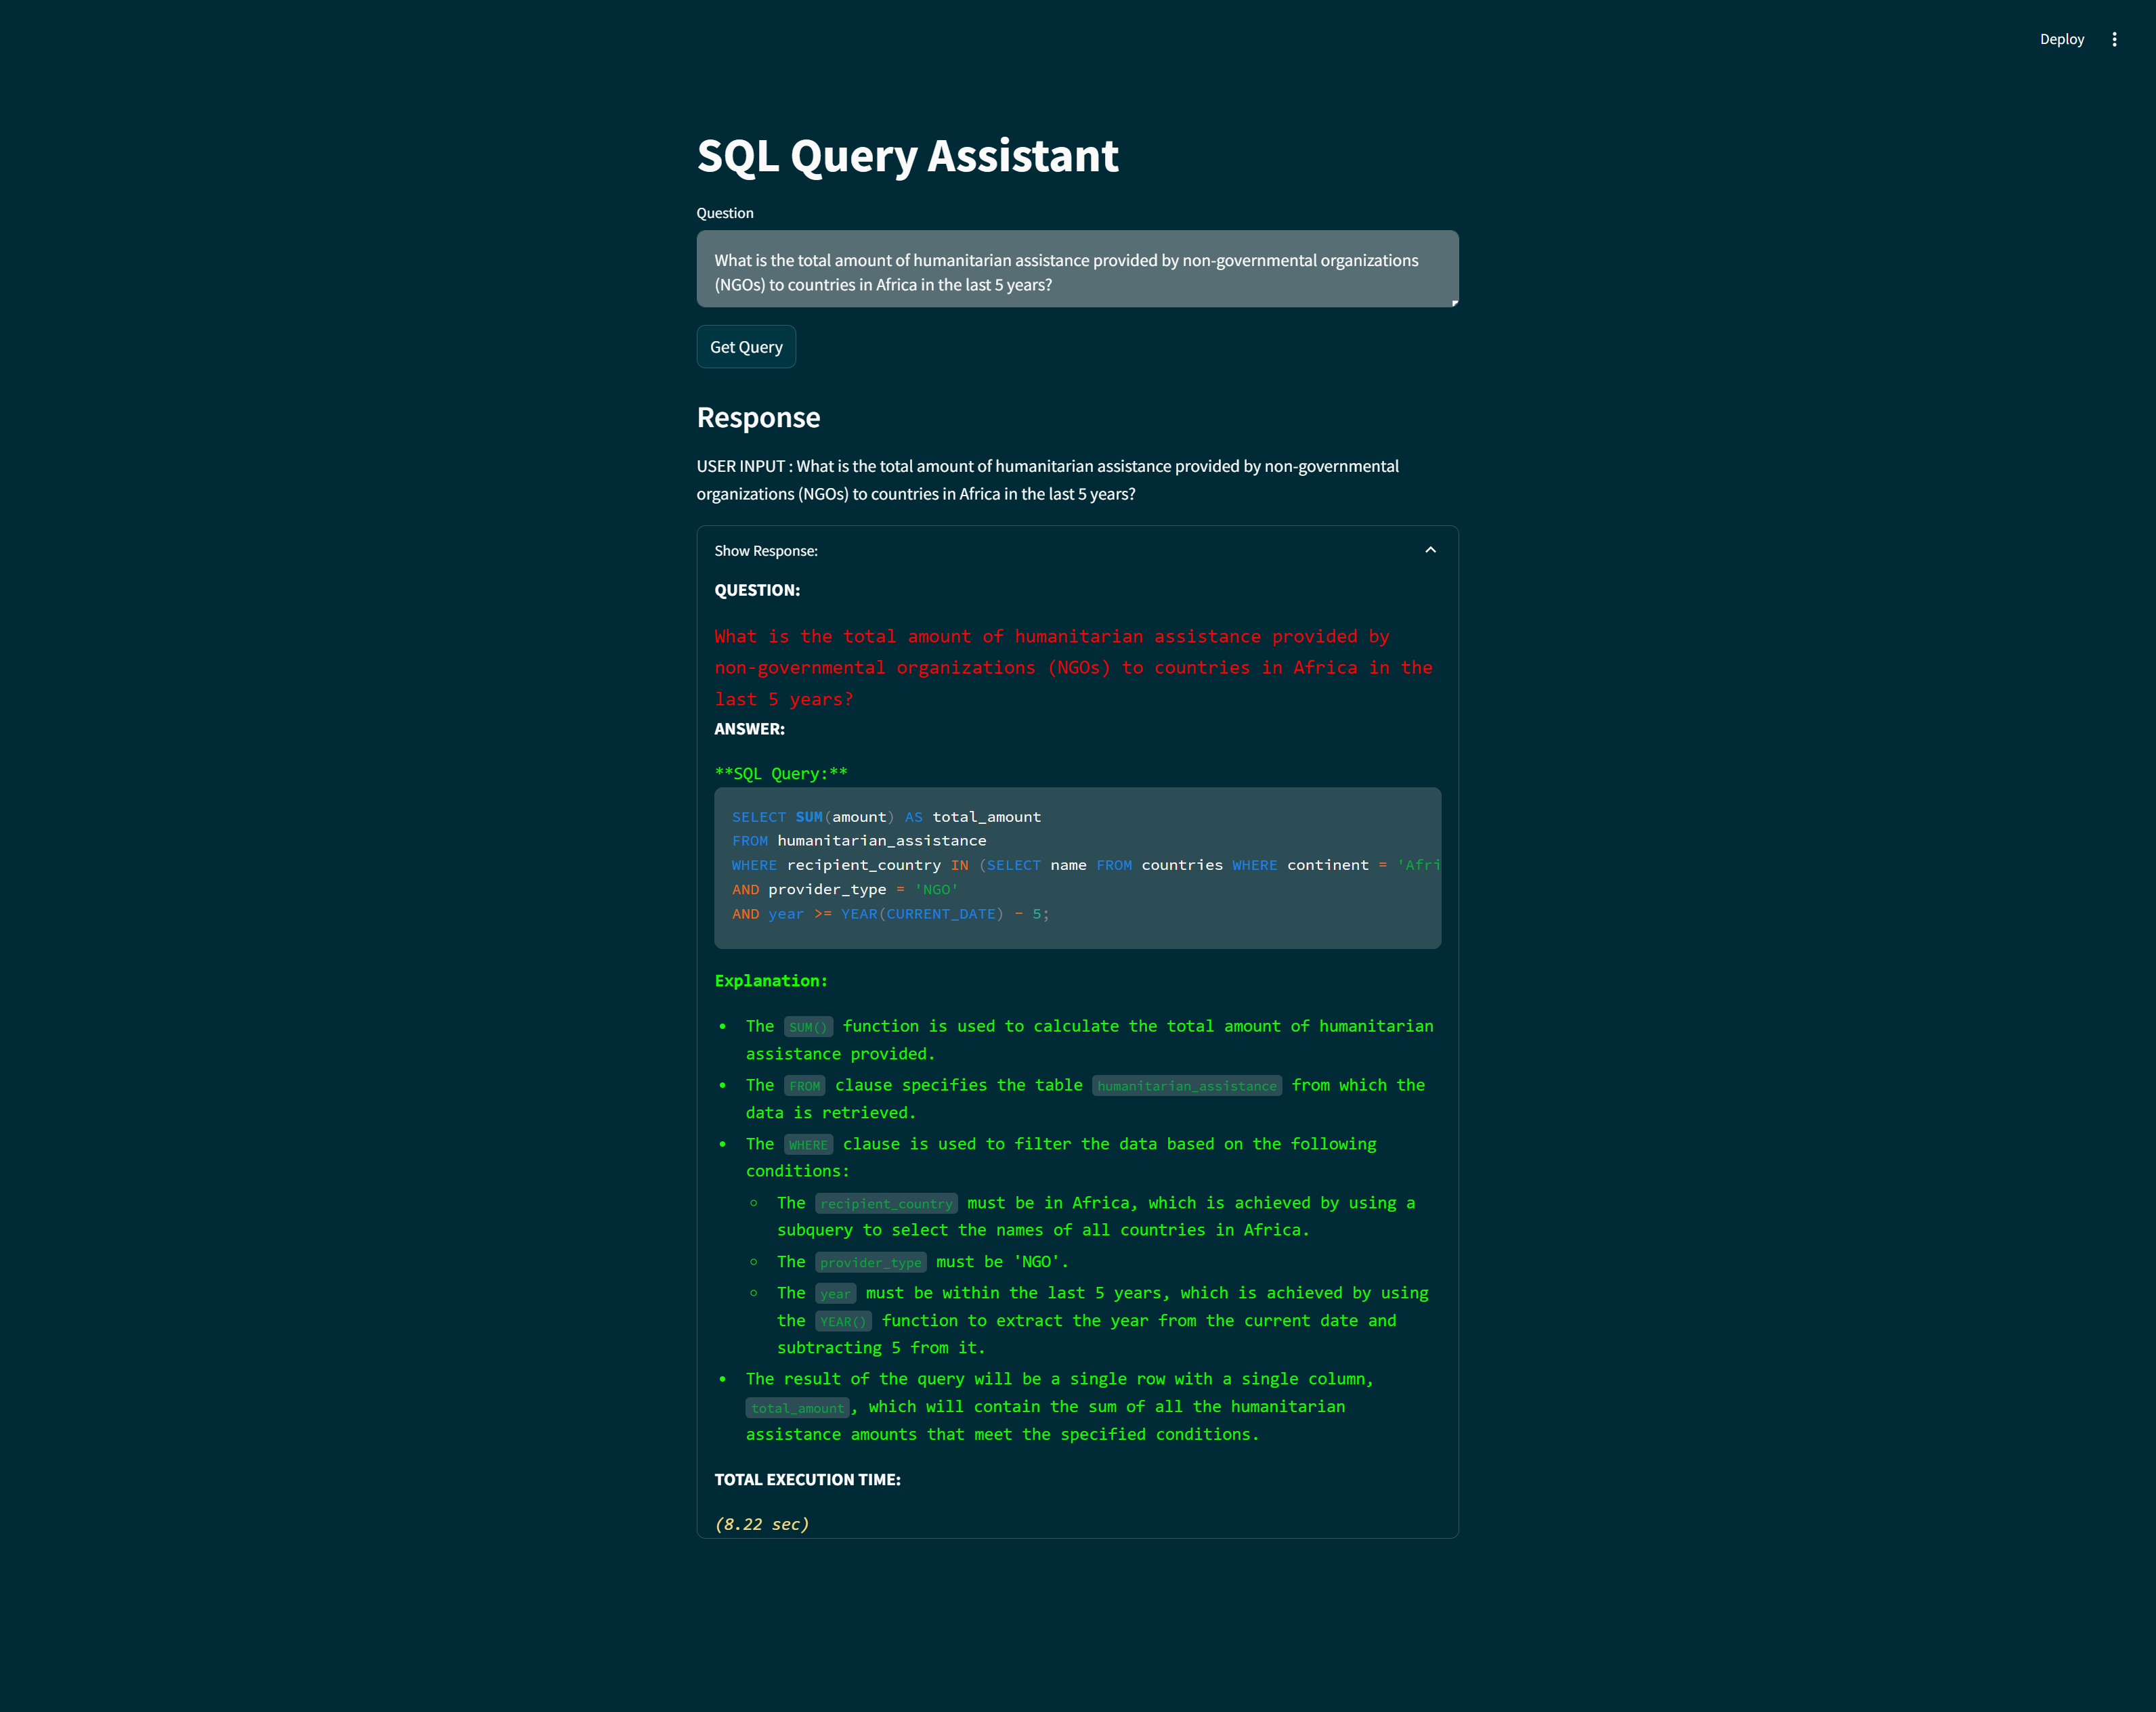 Deploy
SQL Query Assistant
Question
What is the total amount of humanitarian assistance provided by non-governmental organizations
(NGOs) to countries in Africa in the last 5 years?
Get Query
Response
USER INPUT : What is the total amount of humanitarian assistance provided by non-governmental
organizations (NGOs) to countries in Africa in the last 5 years?
Show Response:
QUESTION:
What is the total amount of humanitarian assistance provided by
non-governmental organizations (NGOs) to countries in Africa in the
last 5 years?
ANSWER:
**SQL Query:**
SELECT SUM(amount) AS total_amount
FROM humanitarian_assistance
WHERE recipient_country IN (SELECT name FROM countries WHERE continent = 'Afri
AND provider_type = 'NGO'
AND year >= YEAR(CURRENT_DATE) - 5;
Explanation:
• The SUM() function is used to calculate the total amount of humanitarian
assistance provided.
• The FROM clause specifies the table humanitarian_assistance from which the
data is retrieved.
• The WHERE clause is used to filter the data based on the following
conditions:
◦ The recipient_country must be in Africa, which is achieved by using a
subquery to select the names of all countries in Africa.
◦ The provider_type must be 'NGO'.
◦ The year must be within the last 5 years, which is achieved by using
the YEAR() function to extract the year from the current date and
subtracting 5 from it.
• The result of the query will be a single row with a single column,
total_amount, which will contain the sum of all the humanitarian
assistance amounts that meet the specified conditions.
TOTAL EXECUTION TIME:
(8.22 sec)